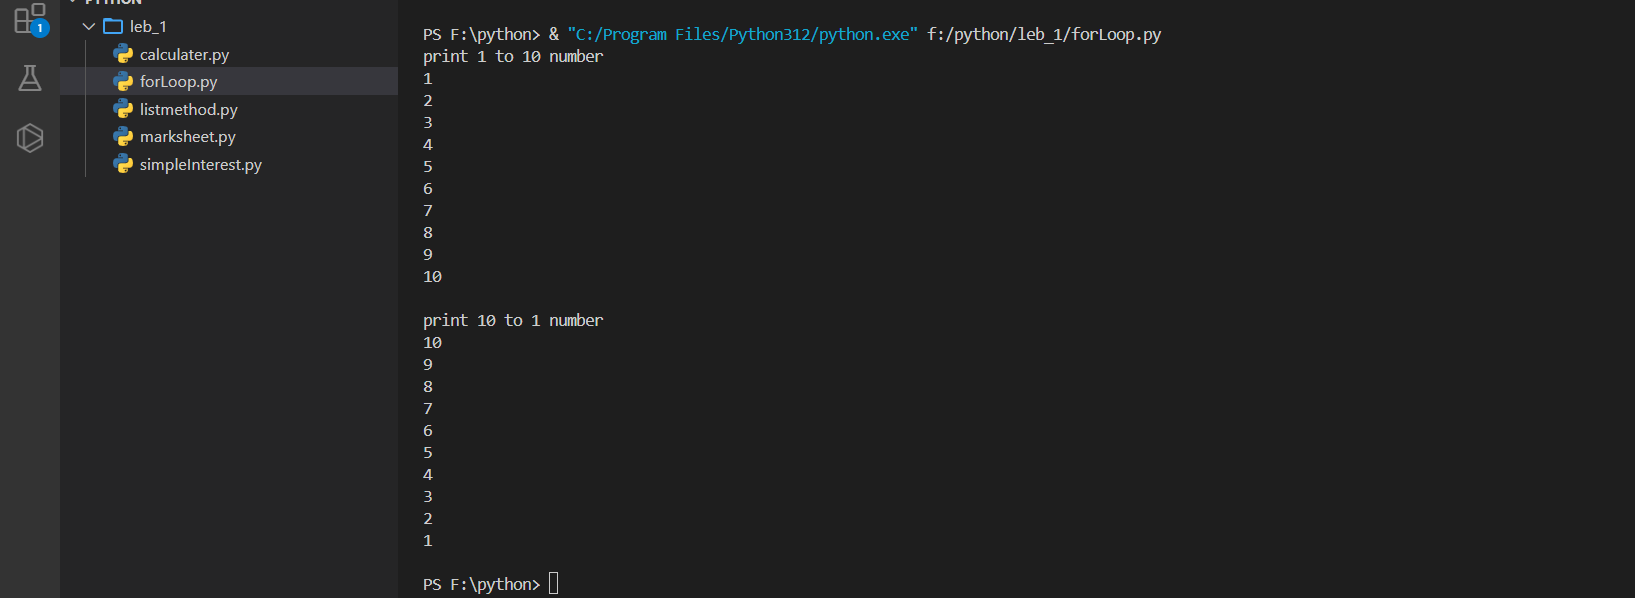 PYTHON
1
leb_1
calculater.py
forLoop.py
listmethod.py
marksheet.py
simpleInterest.py
PS F:\python> & "C:/Program Files/Python312/python.exe" f:/python/leb_1/forLoop.py
print 1 to 10 number
1
2
3
4
5
6
7
8
9
10
print 10 to 1 number
10
9
8
7
6
5
4
3
2
1
PS F:\python>